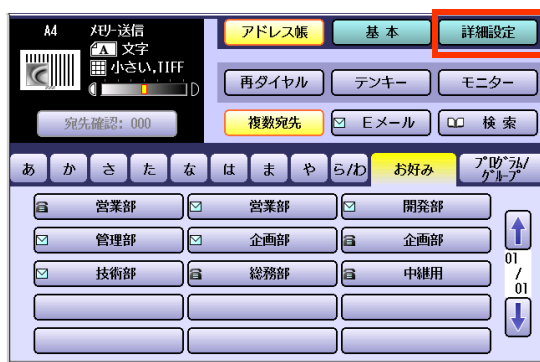 A4 ﾒﾓﾘｰ送信
A 文字
小さい,TIFF
D
宛先確認: 000
アドレス帳 基本 詳細設定
再ダイヤル テンキー モニター
複数宛先 Eメール 検索
あ か さ た な は ま や ら/わ お好み ﾌﾟﾛｸﾞﾗﾑ/
ｸﾞﾙｰﾌﾟ
営業部 営業部 開発部
管理部 企画部 企画部
技術部 総務部 中継用
01
/
01